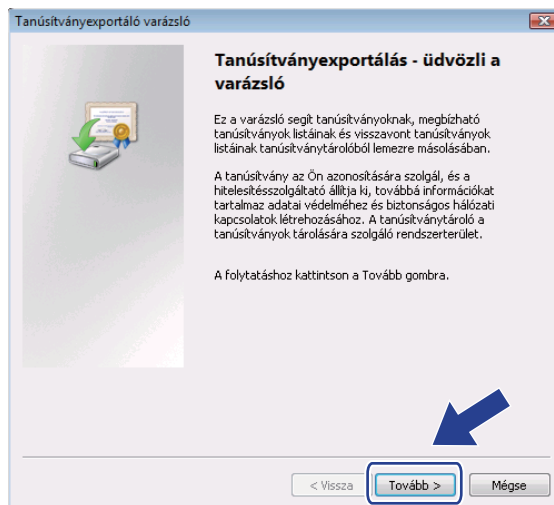 Tanúsítványexportáló varázsló
Tanúsítványexportálás - üdvözli a
varázsló
Ez a varázsló segít tanúsítványoknak, megbízható
tanúsítványok listáinak és visszavont tanúsítványok
listáinak tanúsítványtárolóból lemezre másolásában.
A tanúsítvány az Ön azonosítására szolgál, és a
hitelesítésszolgáltató állítja ki, továbbá információkat
tartalmaz adatai védelméhez és biztonságos hálózati
kapcsolatok létrehozásához. A tanúsítványtároló a
tanúsítványok tárolására szolgáló rendszerterület.
A folytatáshoz kattintson a Tovább gombra.
< Vissza Tovább > Mégse